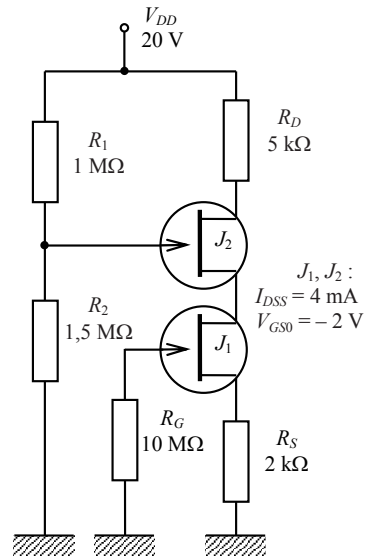 V_DD
20 V
R_1
1 MΩ
R_D
5 kΩ
J_2
J_1, J_2 :
I_DSS = 4 mA
V_GS0 = – 2 V
R_2
1,5 MΩ
J_1
R_G
10 MΩ
R_S
2 kΩ